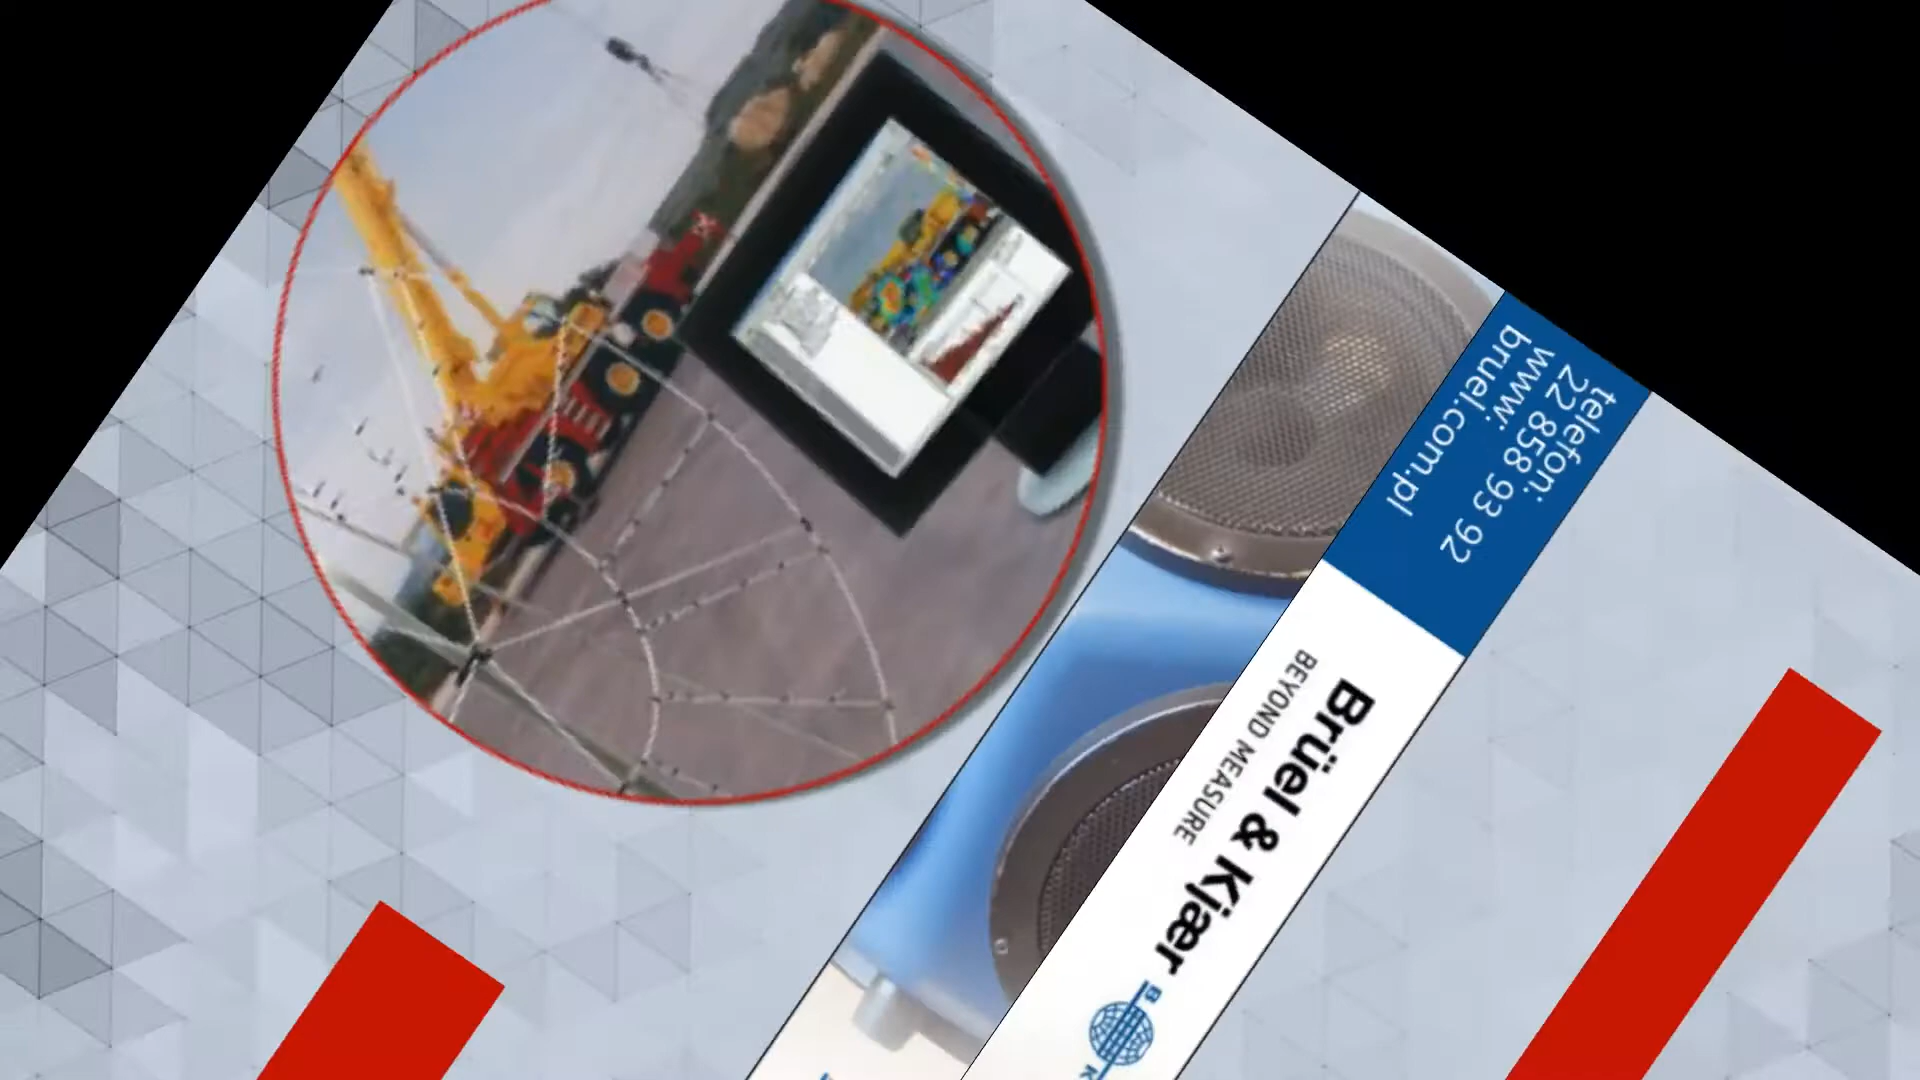 telefon:
22 858 93 92
www:
bruel.com.pl
Brüel & Kjær
BEYOND MEASURE
B
K